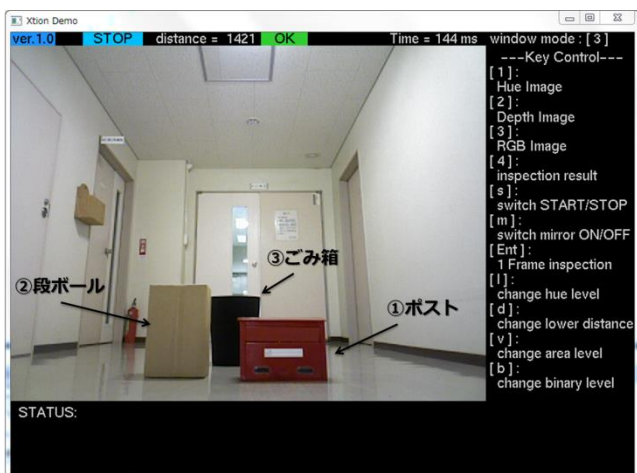 Xtion Demo
ver.1.0 STOP distance = 1421 OK Time = 144 ms window mode : [ 3 ]
---Key Control---
[ 1 ] :
Hue Image
[ 2 ] :
Depth Image
[ 3 ] :
RGB Image
[ 4 ] :
inspection result
[ s ] :
switch START/STOP
[ m ] :
switch mirror ON/OFF
[ Ent ] :
1 Frame inspection
[ l ] :
change hue level
[ d ] :
change lower distance
[ v ] :
change area level
[ b ] :
change binary level
③ごみ箱
②段ボール
①ポスト
STATUS: